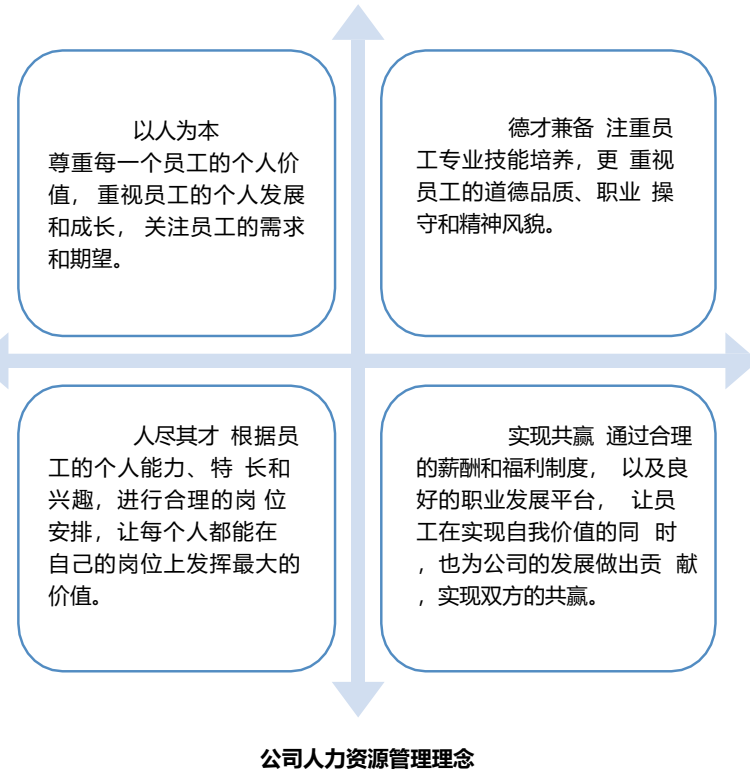 以人为本
尊重每一个员工的个人价
值， 重视员工的个人发展
和成长， 关注员工的需求
和期望。
德才兼备 注重员
工专业技能培养，更 重视
员工的道德品质、职业 操
守和精神风貌。
人尽其才 根据员
工的个人能力、特 长和
兴趣，进行合理的岗 位
安排，让每个人都能在
自己的岗位上发挥最大的
价值。
实现共赢 通过合理
的薪酬和福利制度， 以及良
好的职业发展平台， 让员
工在实现自我价值的同 时
，也为公司的发展做出贡 献
，实现双方的共赢。
公司人力资源管理理念